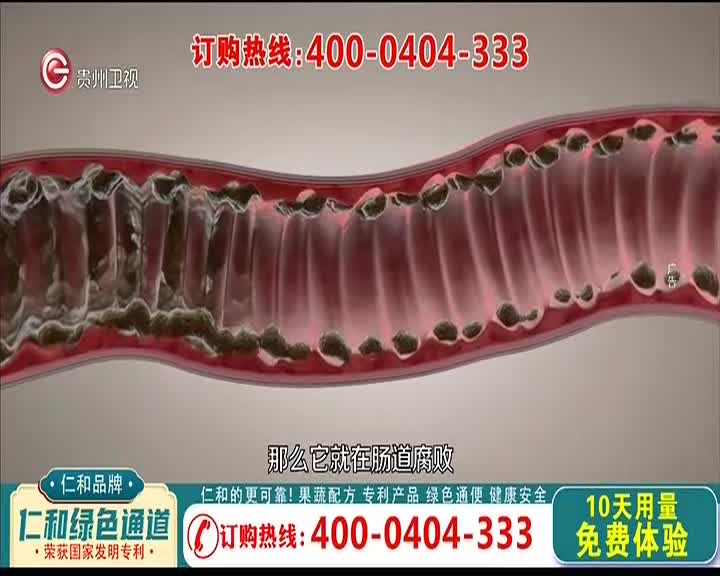 订购热线:400-0404-333
贵州卫视
广告
那么它就在肠道腐败
仁和品牌
仁和的更可靠!果蔬配方 专利产品 绿色通便 健康安全
10天用量
仁和绿色通道
订购热线:400-0404-333
免费体验
·荣获国家发明专利·